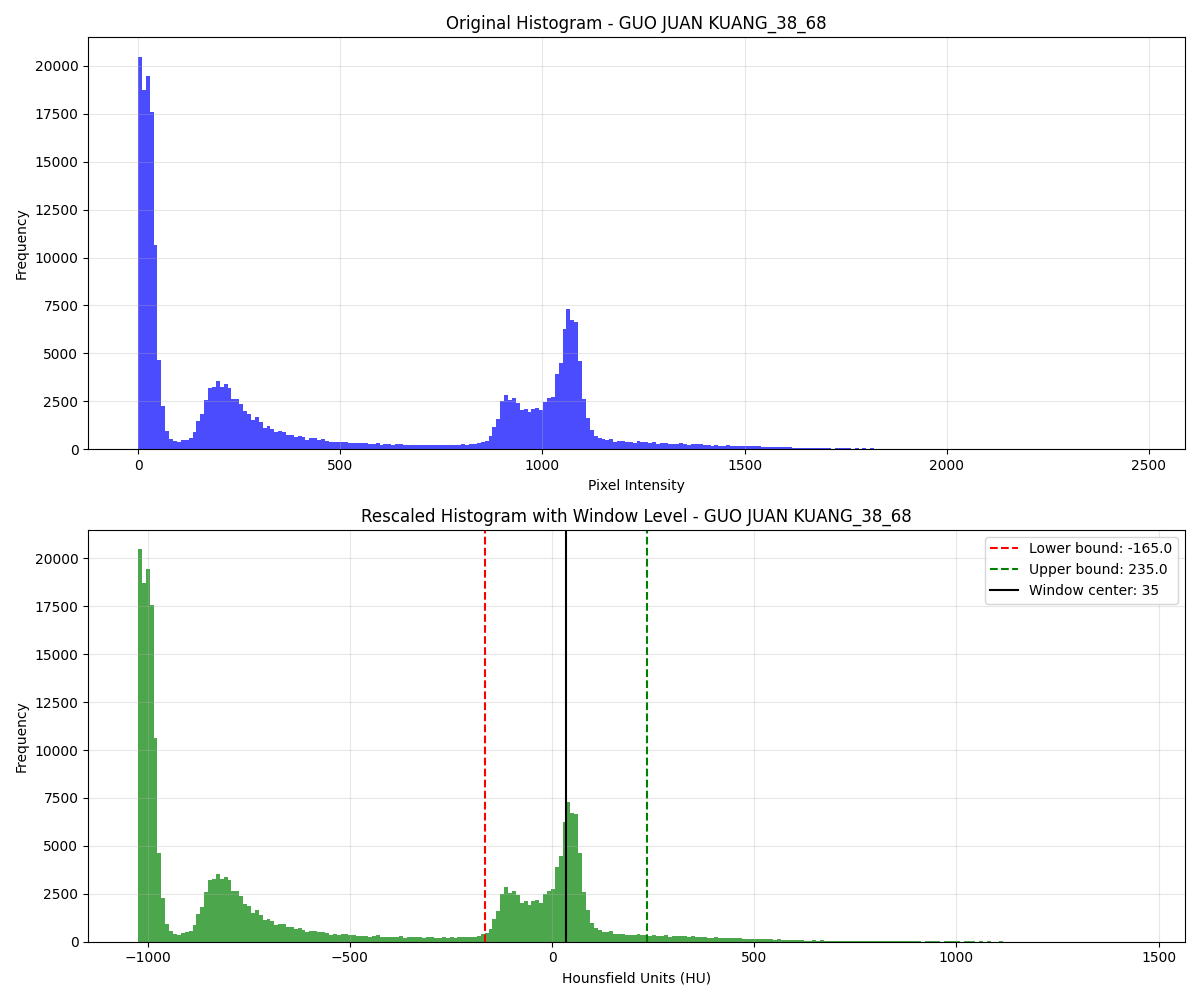 Original Histogram - GUO JUAN KUANG_38_68
Frequency
20000
17500
15000
12500
10000
7500
5000
2500
0
0 500 1000 1500 2000 2500
Pixel Intensity
Rescaled Histogram with Window Level - GUO JUAN KUANG_38_68
Frequency
20000
17500
15000
12500
10000
7500
5000
2500
0
Lower bound: -165.0
Upper bound: 235.0
Window center: 35
−1000 −500 0 500 1000 1500
Hounsfield Units (HU)